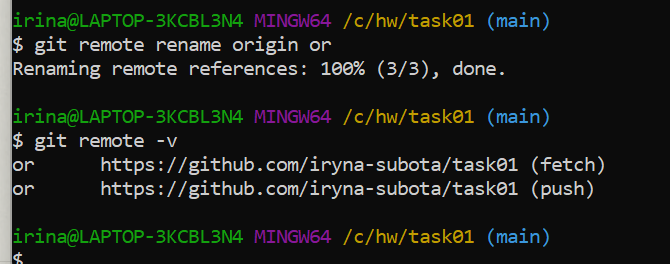 irina@LAPTOP-3KCBL3N4 MINGW64 /c/hw/task01 (main)
$ git remote rename origin or
Renaming remote references: 100% (3/3), done.
irina@LAPTOP-3KCBL3N4 MINGW64 /c/hw/task01 (main)
$ git remote -v
or      https://github.com/iryna-subota/task01 (fetch)
or      https://github.com/iryna-subota/task01 (push)
irina@LAPTOP-3KCBL3N4 MINGW64 /c/hw/task01 (main)
$